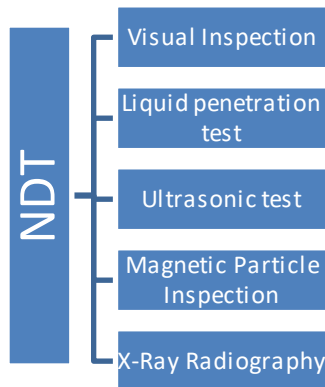 NDT
Visual Inspection
Liquid penetration
test
Ultrasonic test
Magnetic Particle
Inspection
X-Ray Radiography